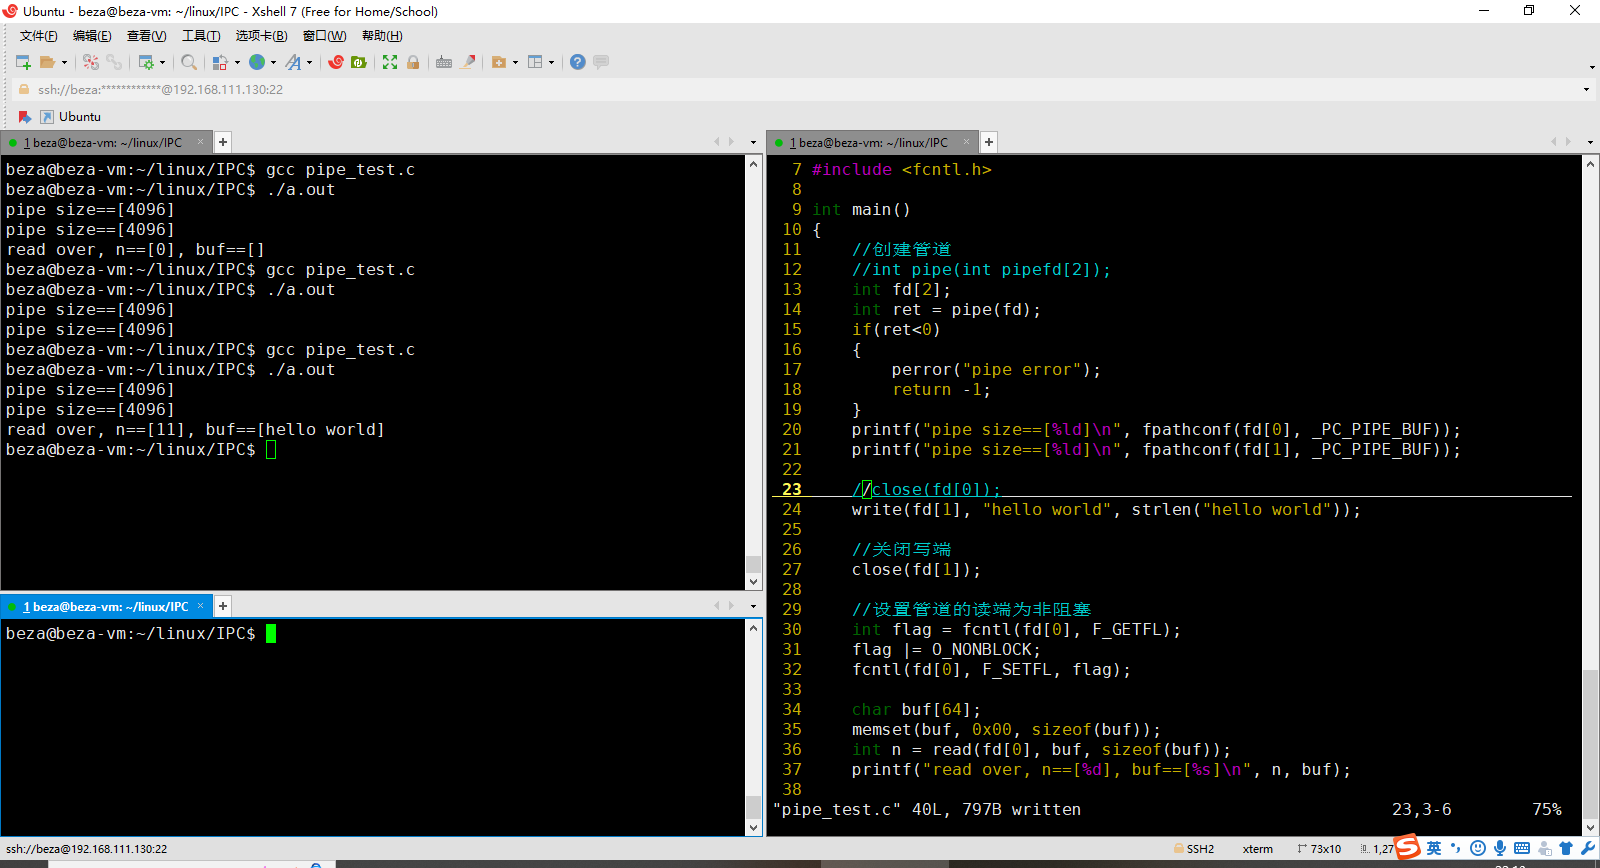 Ubuntu - beza@beza-vm: ~/linux/IPC - Xshell 7 (Free for Home/School)
文件(F) 编辑(E) 查看(V) 工具(T) 选项卡(B) 窗口(W) 帮助(H)
ssh://beza:************@192.168.111.130:22
Ubuntu
1 beza@beza-vm: ~/linux/IPC × +
beza@beza-vm:~/linux/IPC$ gcc pipe_test.c
beza@beza-vm:~/linux/IPC$ ./a.out
pipe size==[4096]
pipe size==[4096]
read over, n==[0], buf==[]
beza@beza-vm:~/linux/IPC$ gcc pipe_test.c
beza@beza-vm:~/linux/IPC$ ./a.out
pipe size==[4096]
pipe size==[4096]
beza@beza-vm:~/linux/IPC$ gcc pipe_test.c
beza@beza-vm:~/linux/IPC$ ./a.out
pipe size==[4096]
pipe size==[4096]
read over, n==[11], buf==[hello world]
beza@beza-vm:~/linux/IPC$
1 beza@beza-vm: ~/linux/IPC × +
beza@beza-vm:~/linux/IPC$
1 beza@beza-vm: ~/linux/IPC × +
7 #include <fcntl.h>
8
9 int main()
10 {
11     //创建管道
12     //int pipe(int pipefd[2]);
13     int fd[2];
14     int ret = pipe(fd);
15     if(ret<0)
16     {
17         perror("pipe error");
18         return -1;
19     }
20     printf("pipe size==[%ld]\n", fpathconf(fd[0], _PC_PIPE_BUF));
21     printf("pipe size==[%ld]\n", fpathconf(fd[1], _PC_PIPE_BUF));
22
23     //close(fd[0]);
24     write(fd[1], "hello world", strlen("hello world"));
25
26     //关闭写端
27     close(fd[1]);
28
29     //设置管道的读端为非阻塞
30     int flag = fcntl(fd[0], F_GETFL);
31     flag |= O_NONBLOCK;
32     fcntl(fd[0], F_SETFL, flag);
33
34     char buf[64];
35     memset(buf, 0x00, sizeof(buf));
36     int n = read(fd[0], buf, sizeof(buf));
37     printf("read over, n==[%d], buf==[%s]\n", n, buf);
38
"pipe_test.c" 40L, 797B written 23,3-6 75%
ssh://beza@192.168.111.130:22 SSH2 xterm 73x10 1,27 英